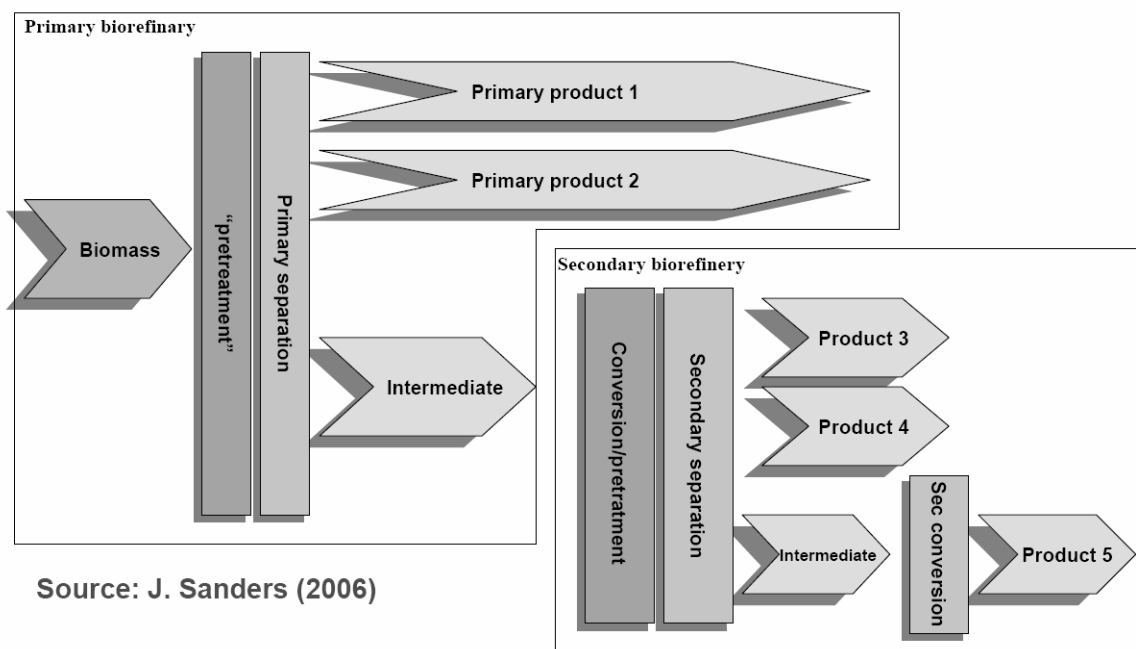 Primary biorefinary
Primary product 1
Primary product 2
Biomass
“pretreatment”
Primary separation
Intermediate
Secondary biorefinery
Conversion/pretratment
Secondary separation
Product 3
Product 4
Intermediate
Sec conversion
Product 5
Source: J. Sanders (2006)